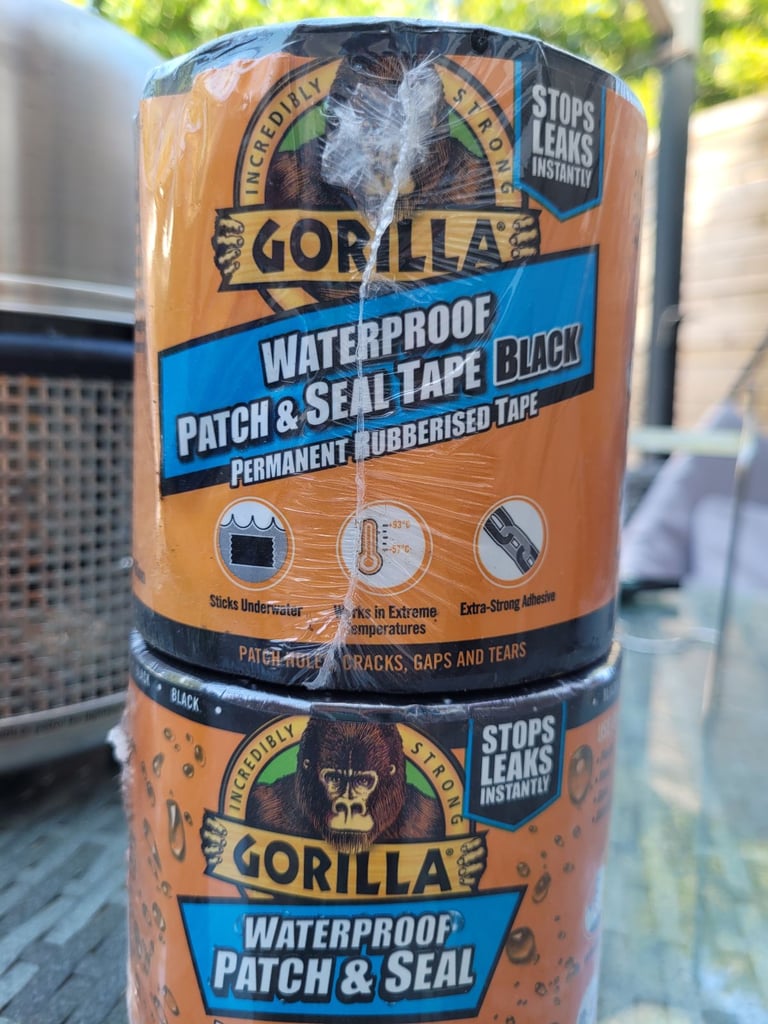 INCREDIBLY STRONG
STOPS
LEAKS
INSTANTLY
GORILLA
WATERPROOF
PATCH & SEAL TAPE BLACK
PERMANENT RUBBERISED TAPE
+93°C
-57°C
Sticks Underwater
Works in Extreme
Temperatures
Extra-Strong Adhesive
PATCH HOLES, CRACKS, GAPS AND TEARS
BLACK
INCREDIBLY STRONG
STOPS
LEAKS
INSTANTLY
GORILLA
WATERPROOF
PATCH & SEAL